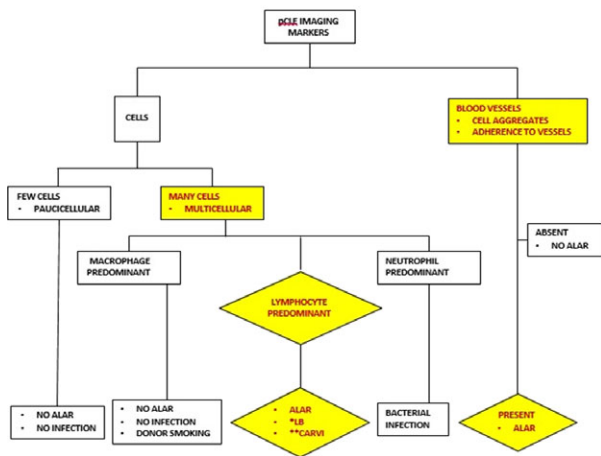 pCLE IMAGING
MARKERS
CELLS
BLOOD VESSELS
• CELL AGGREGATES
• ADHERENCE TO VESSELS
FEW CELLS
• PAUCICELLULAR
MANY CELLS
• MULTICELLULAR
ABSENT
• NO ALAR
MACROPHAGE
PREDOMINANT
LYMPHOCYTE
PREDOMINANT
NEUTROPHIL
PREDOMINANT
• NO ALAR
• NO INFECTION
• NO ALAR
• NO INFECTION
• DONOR SMOKING
• ALAR
• *LB
• **CARVI
BACTERIAL
INFECTION
PRESENT
• ALAR